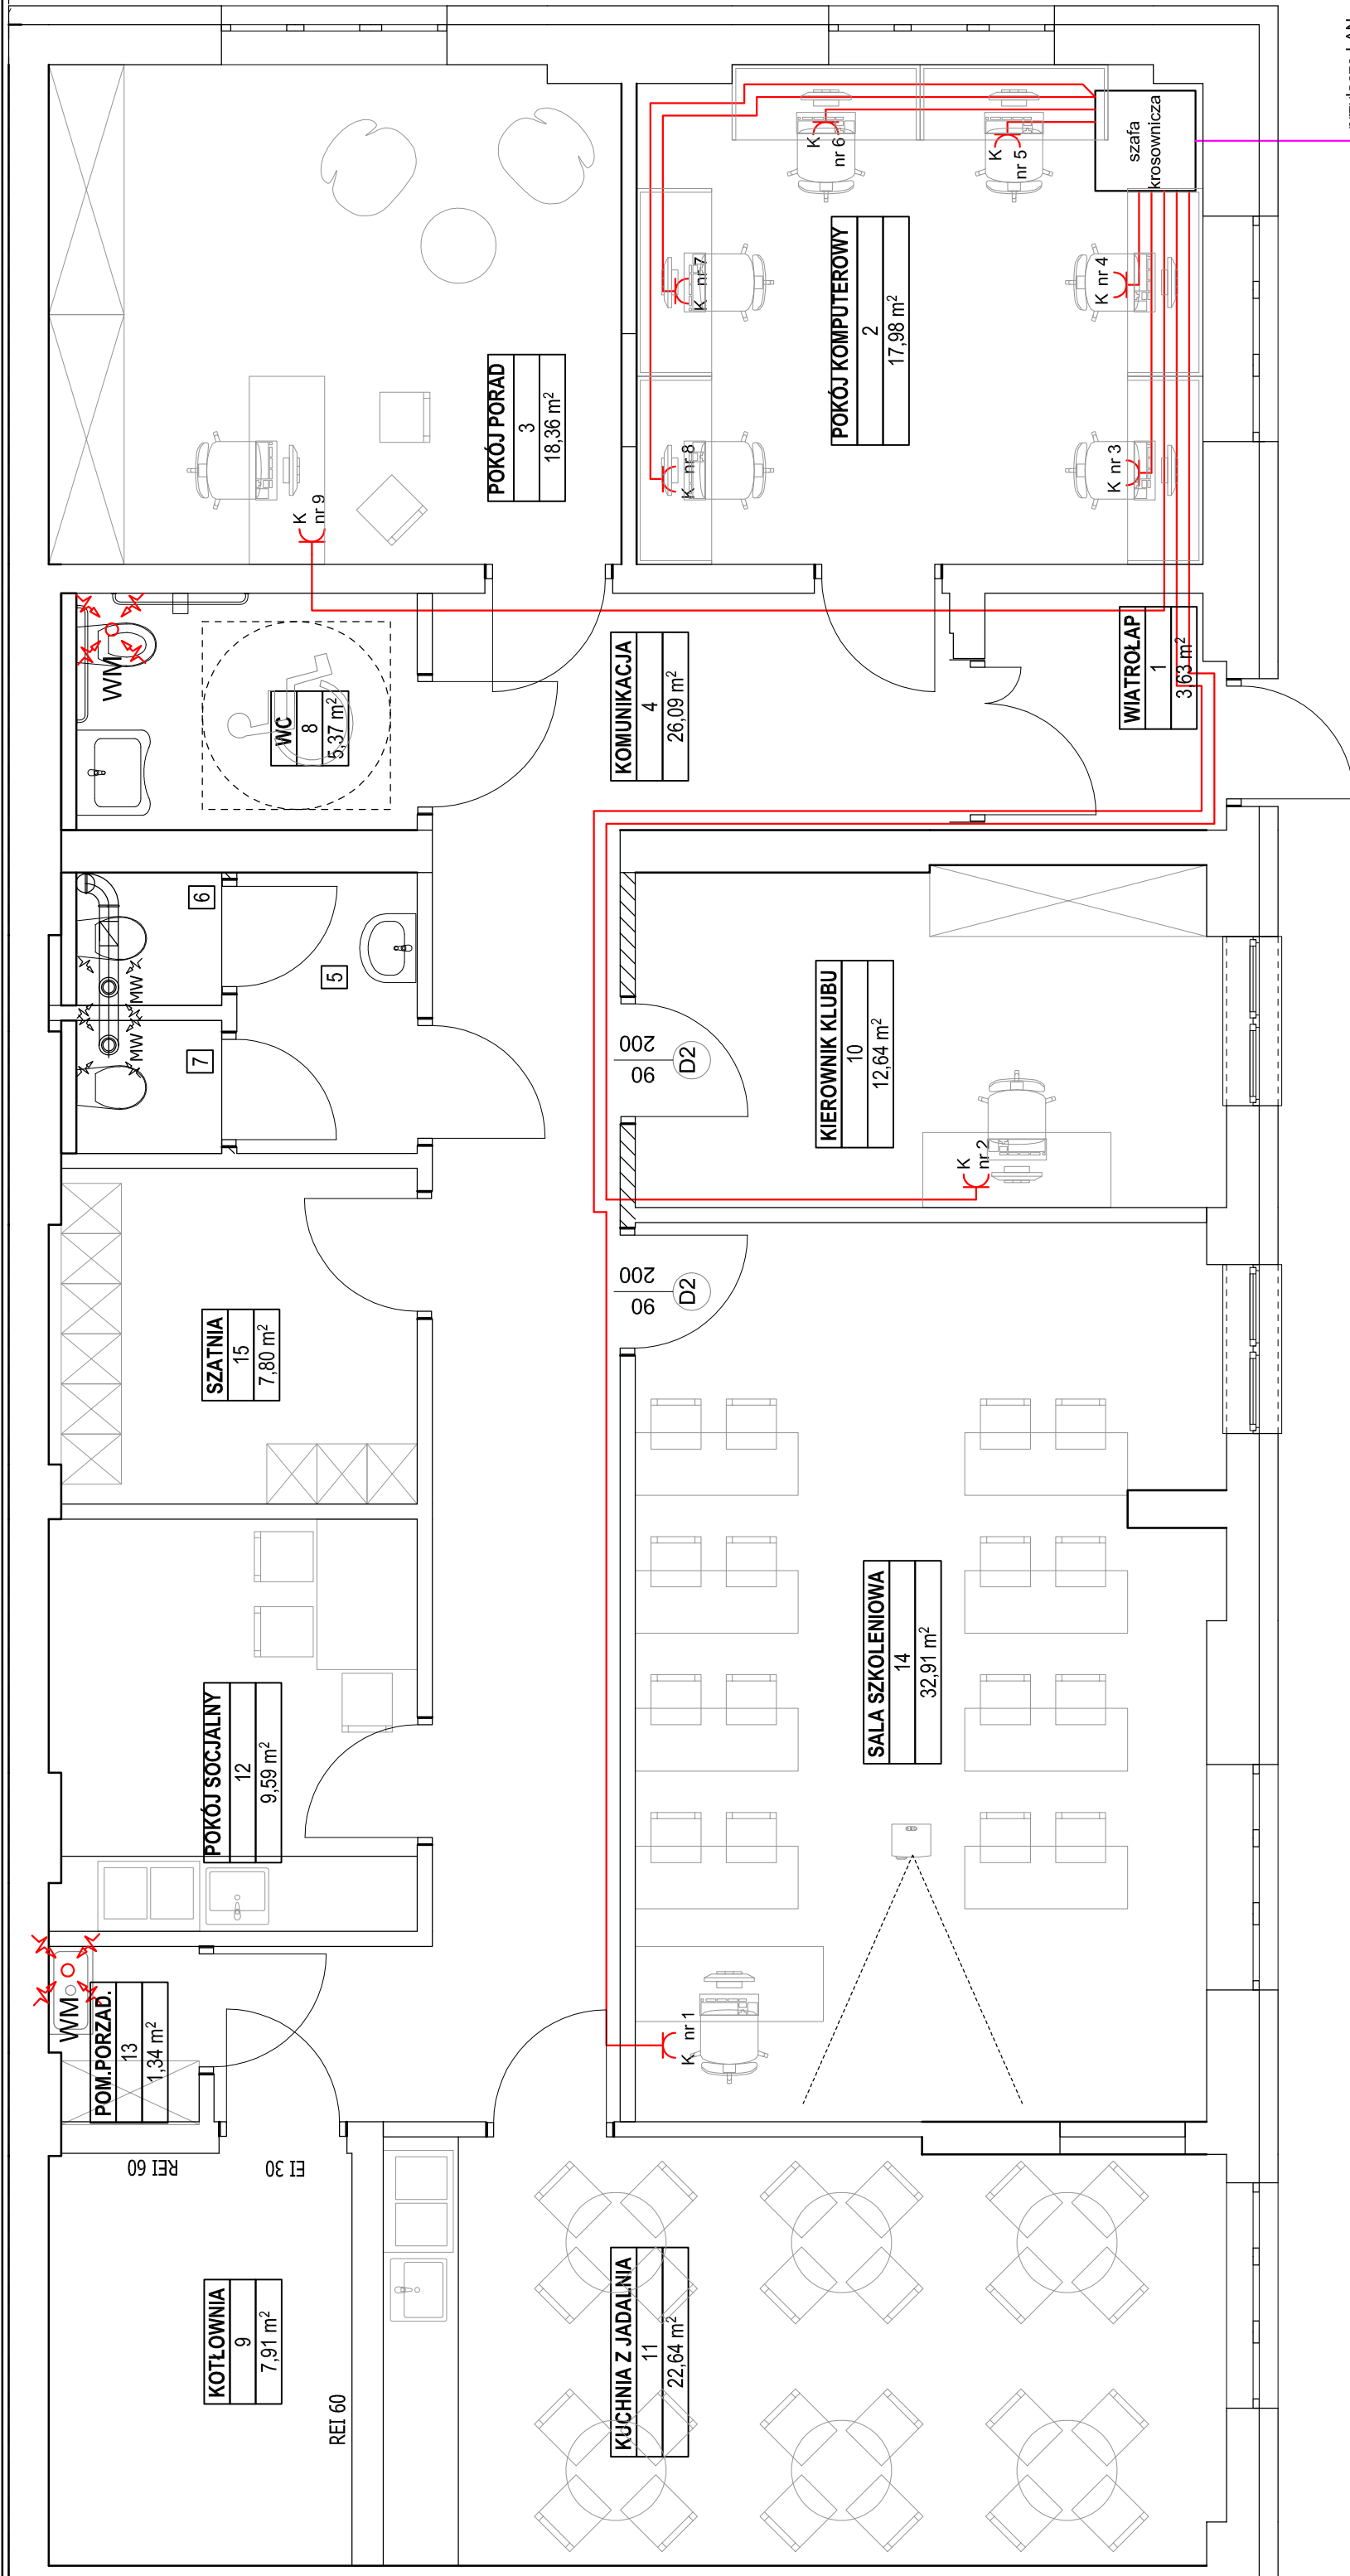 przyłącze LAN
szafa
krosownicza
K
nr 6
K
nr 5
K nr 7
K nr 4
K nr 8
K nr 3
K
nr 9
POKÓJ PORAD
3
18,36 m²
POKÓJ KOMPUTEROWY
2
17,98 m²
WM
WC
8
5,37 m²
KOMUNIKACJA
4
26,09 m²
WIATROŁAP
1
3,63 m²
6
5
7
MW
MW
90
200
D2
KIEROWNIK KLUBU
10
12,64 m²
K
nr 2
90
200
D2
SZATNIA
15
7,80 m²
POKÓJ SOCJALNY
12
9,59 m²
SALA SZKOLENIOWA
14
32,91 m²
K nr 1
WM
POM.PORZAD.
13
1,34 m²
REI 60
EI 30
KOTŁOWNIA
9
7,91 m²
REI 60
KUCHNIA Z JADALNIA
11
22,64 m²